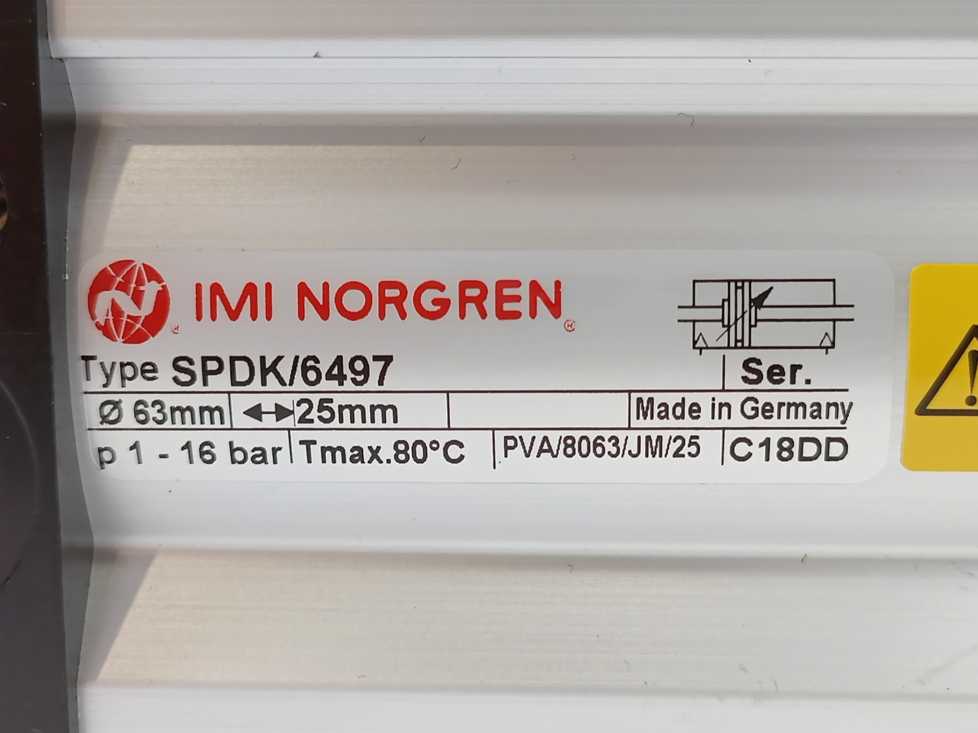 IMI NORGREN®
Type SPDK/6497 Ser.
Ø 63mm 25mm Made in Germany
p 1 - 16 bar Tmax.80°C PVA/8063/JM/25 C18DD